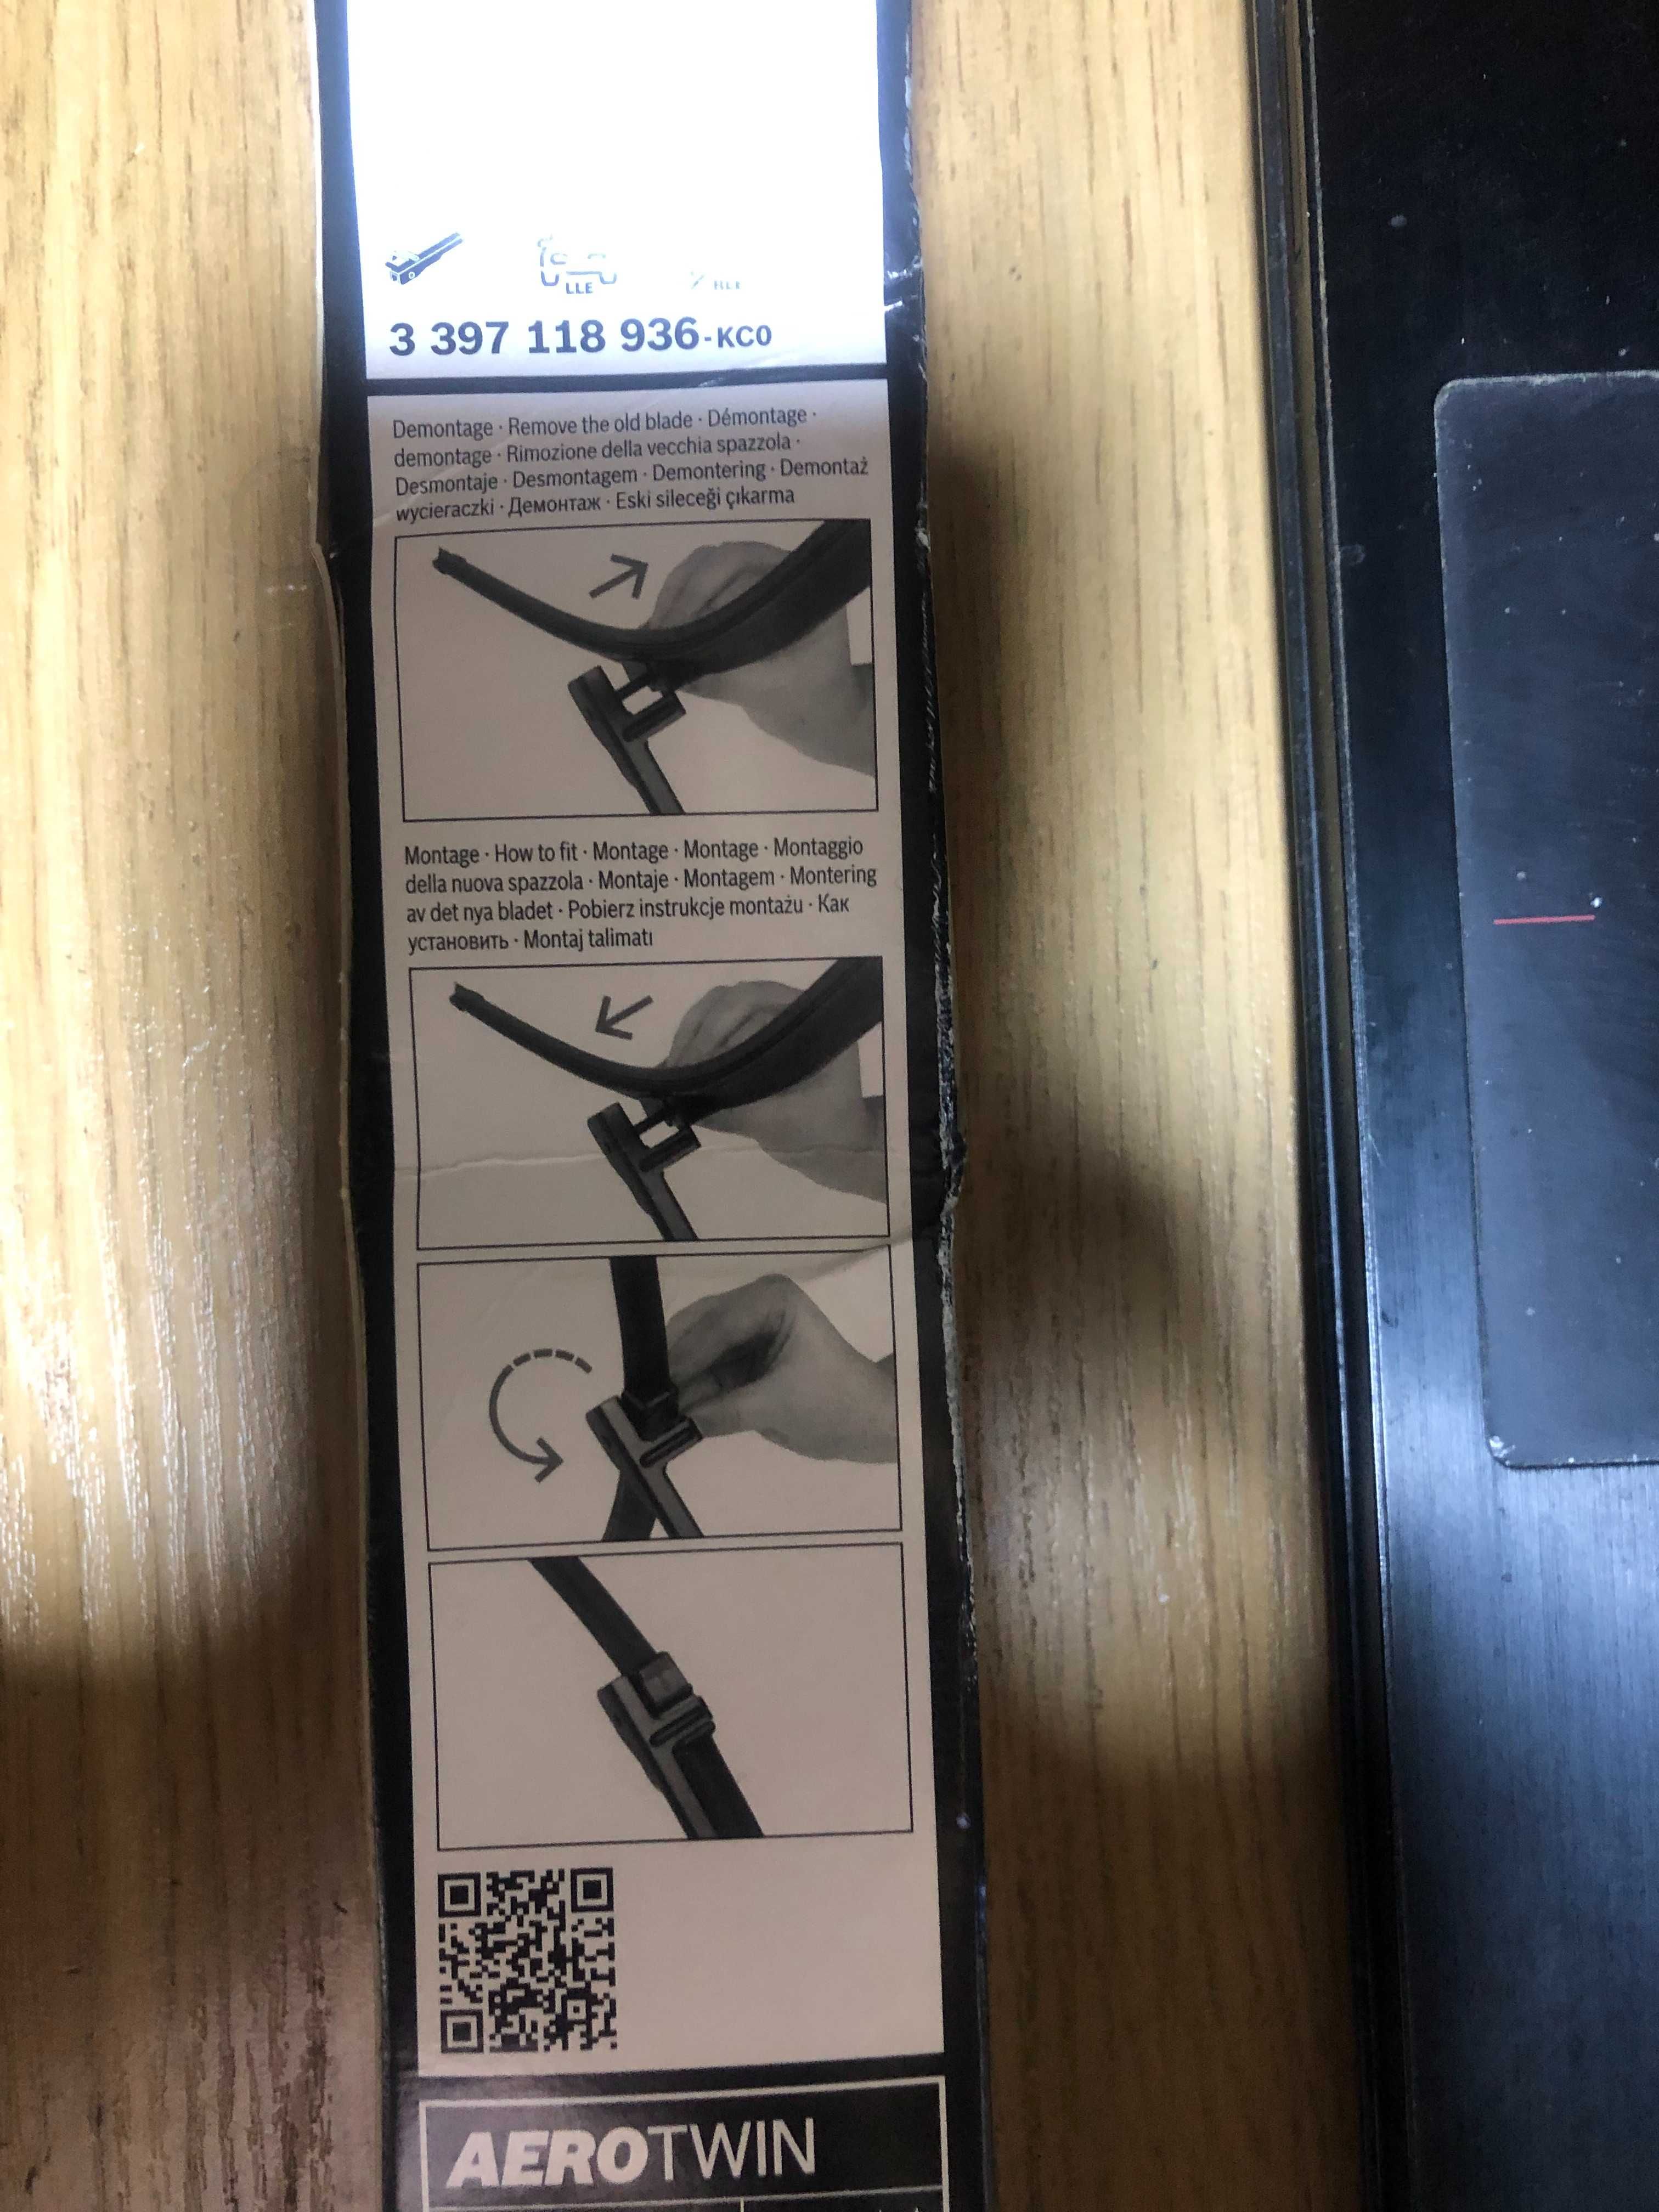 LLE
3 397 118 936-KC0
Demontage · Remove the old blade · Démontage ·
demontage · Rimozione della vecchia spazzola ·
Desmontaje · Desmontagem · Demontering · Demontaż
wycieraczki · Демонтаж · Eski sileceği çıkarma
Montage · How to fit · Montage · Montage · Montaggio
della nuova spazzola · Montaje · Montagem · Montering
av det nya bladet · Pobierz instrukcje montażu · Как
установить · Montaj talimatı
AEROTWIN